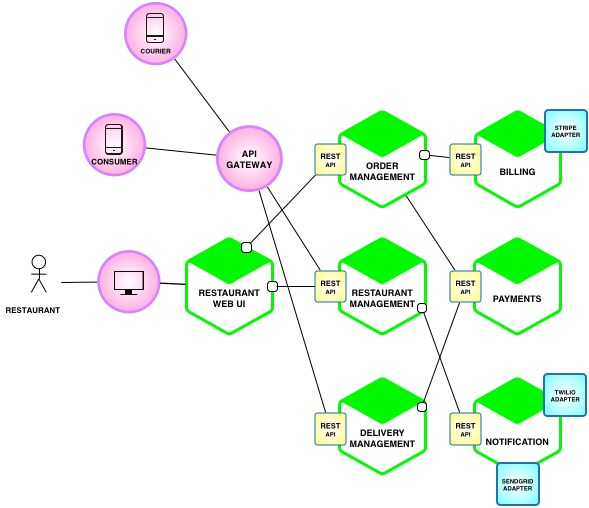 COURIER
CONSUMER
API
GATEWAY
RESTAURANT
RESTAURANT
WEB UI
REST
API
ORDER
MANAGEMENT
REST
API
BILLING
STRIPE
ADAPTER
REST
API
RESTAURANT
MANAGEMENT
REST
API
PAYMENTS
REST
API
DELIVERY
MANAGEMENT
REST
API
NOTIFICATION
TWILIO
ADAPTER
SENDGRID
ADAPTER